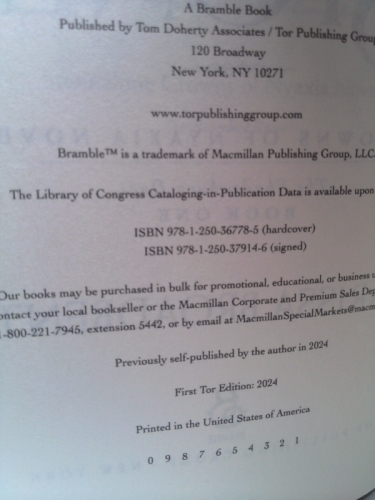 A Bramble Book
Published by Tom Doherty Associates / Tor Publishing Group
120 Broadway
New York, NY 10271
www.torpublishinggroup.com
Bramble™ is a trademark of Macmillan Publishing Group, LLC
The Library of Congress Cataloging-in-Publication Data is available upon
ISBN 978-1-250-36778-5 (hardcover)
ISBN 978-1-250-37914-6 (signed)
Our books may be purchased in bulk for promotional, educational, or business
contact your local bookseller or the Macmillan Corporate and Premium Sales Dep
1-800-221-7945, extension 5442, or by email at MacmillanSpecialMarkets@macm
Previously self-published by the author in 2024
First Tor Edition: 2024
Printed in the United States of America
0 9 8 7 6 5 4 3 2 1